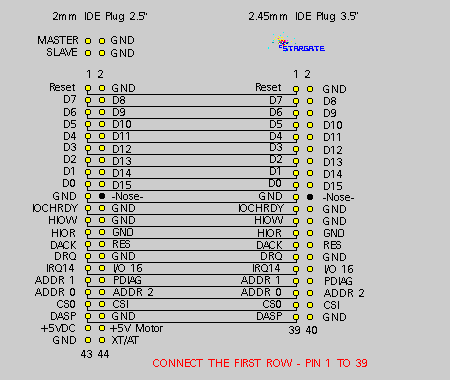 2mm IDE Plug 2.5" 2.45mm IDE Plug 3.5"
MASTER GND
SLAVE GND
STARGATE
1 2 1 2
Reset GND Reset GND
D7 D8 D7 D8
D6 D9 D6 D9
D5 D10 D5 D10
D4 D11 D4 D11
D3 D12 D3 D12
D2 D13 D2 D13
D1 D14 D1 D14
D0 D15 D0 D15
GND -Nose- GND -Nose-
IOCHRDY GND IOCHRDY GND
HIOW GND HIOW GND
HIOR GND HIOR GND
DACK RES DACK RES
DRQ GND DRQ GND
IRQ14 I/O 16 IRQ14 I/O 16
ADDR 1 PDIAG ADDR 1 PDIAG
ADDR 0 ADDR 2 ADDR 0 ADDR 2
CS0 CSI CS0 CSI
DASP GND DASP GND
+5VDC +5V Motor 39 40
GND XT/AT
43 44
CONNECT THE FIRST ROW - PIN 1 TO 39